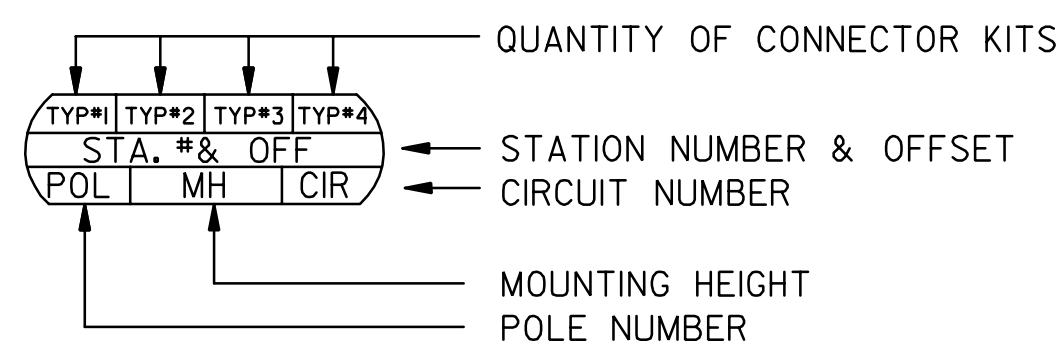 QUANTITY OF CONNECTOR KITS
TYP#1 TYP#2 TYP#3 TYP#4
STA. #& OFF
STATION NUMBER & OFFSET
POL MH CIR
CIRCUIT NUMBER
MOUNTING HEIGHT
POLE NUMBER